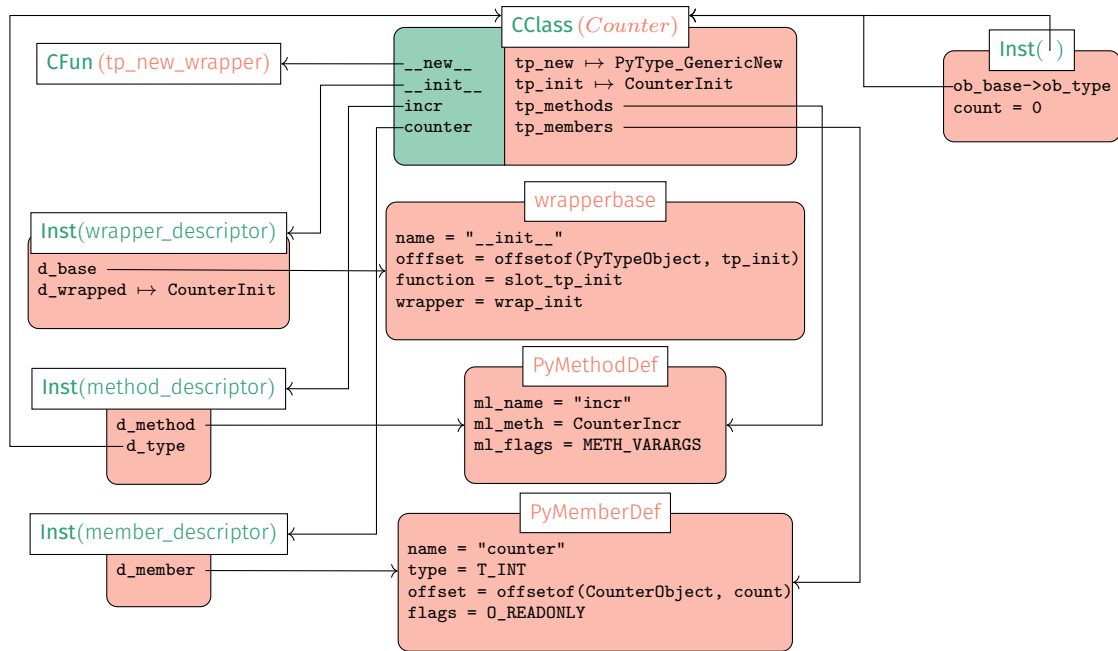 CClass(Counter)
CFun(tp_new_wrapper)
__new__
__init__
incr
counter
tp_new ↦ PyType_GenericNew
tp_init ↦ CounterInit
tp_methods
tp_members
Inst( )
ob_base->ob_type
count = 0
Inst(wrapper_descriptor)
d_base
d_wrapped ↦ CounterInit
wrapperbase
name = "__init__"
offfset = offsetof(PyTypeObject, tp_init)
function = slot_tp_init
wrapper = wrap_init
Inst(method_descriptor)
d_method
d_type
PyMethodDef
ml_name = "incr"
ml_meth = CounterIncr
ml_flags = METH_VARARGS
Inst(member_descriptor)
d_member
PyMemberDef
name = "counter"
type = T_INT
offset = offsetof(CounterObject, count)
flags = O_READONLY